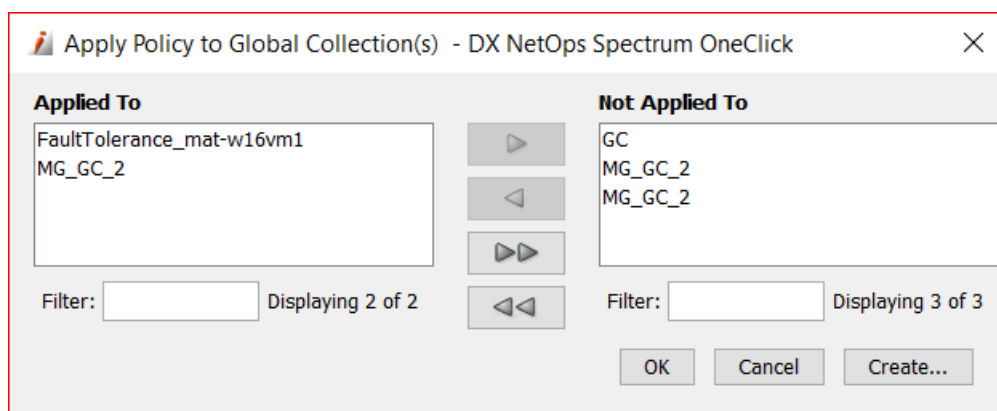 Apply Policy to Global Collection(s) - DX NetOps Spectrum OneClick
Applied To
FaultTolerance_mat-w16vm1
MG_GC_2
Filter:
Displaying 2 of 2
Not Applied To
GC
MG_GC_2
MG_GC_2
Filter:
Displaying 3 of 3
OK
Cancel
Create...